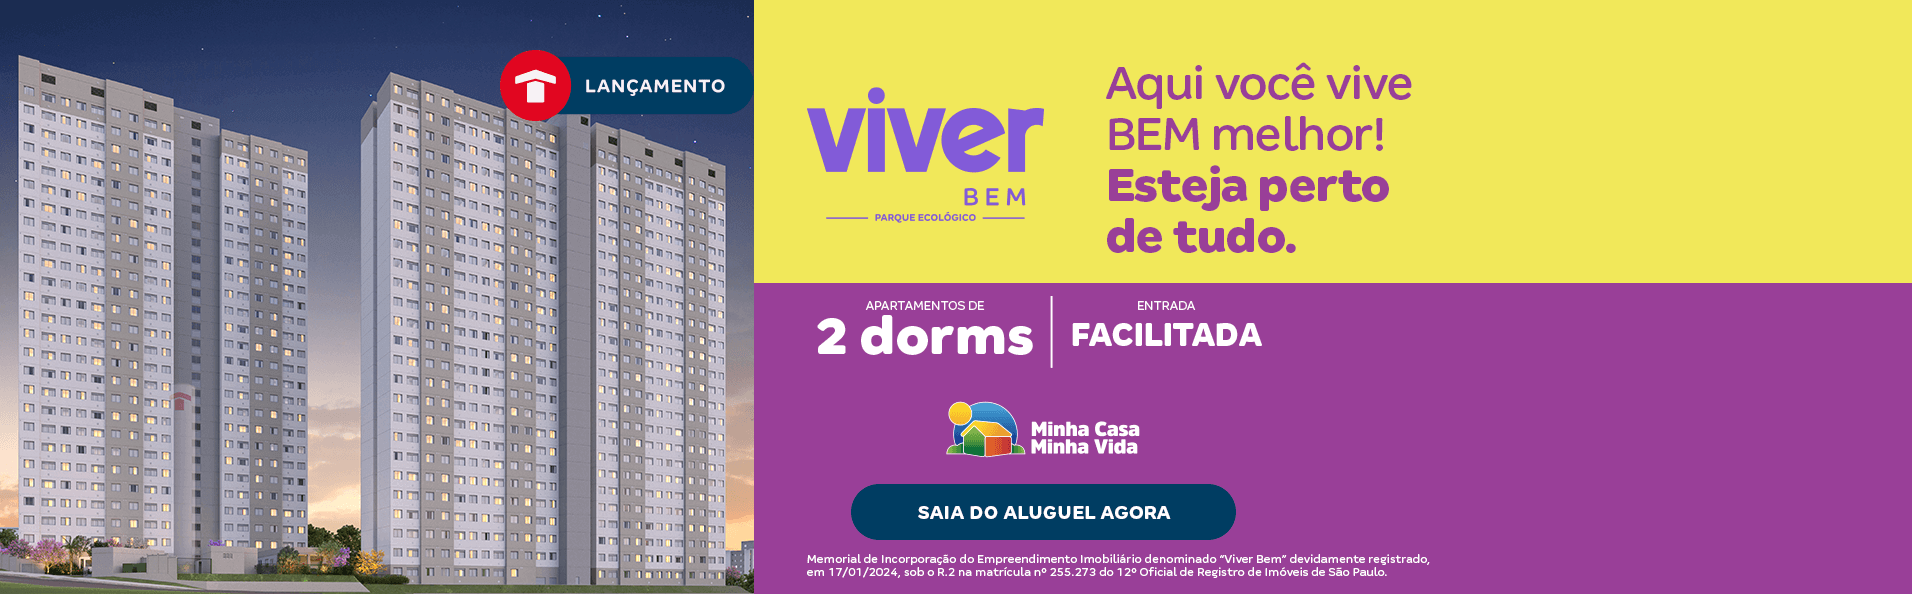 LANÇAMENTO
viver
BEM
PARQUE ECOLÓGICO
Aqui você vive
BEM melhor!
Esteja perto
de tudo.
APARTAMENTOS DE
2 dorms
ENTRADA
FACILITADA
Minha Casa
Minha Vida
SAIA DO ALUGUEL AGORA
Memorial de Incorporação do Empreendimento Imobiliário denominado “Viver Bem” devidamente registrado,
em 17/01/2024, sob o R.2 na matrícula nº 255.273 do 12º Oficial de Registro de Imóveis de São Paulo.